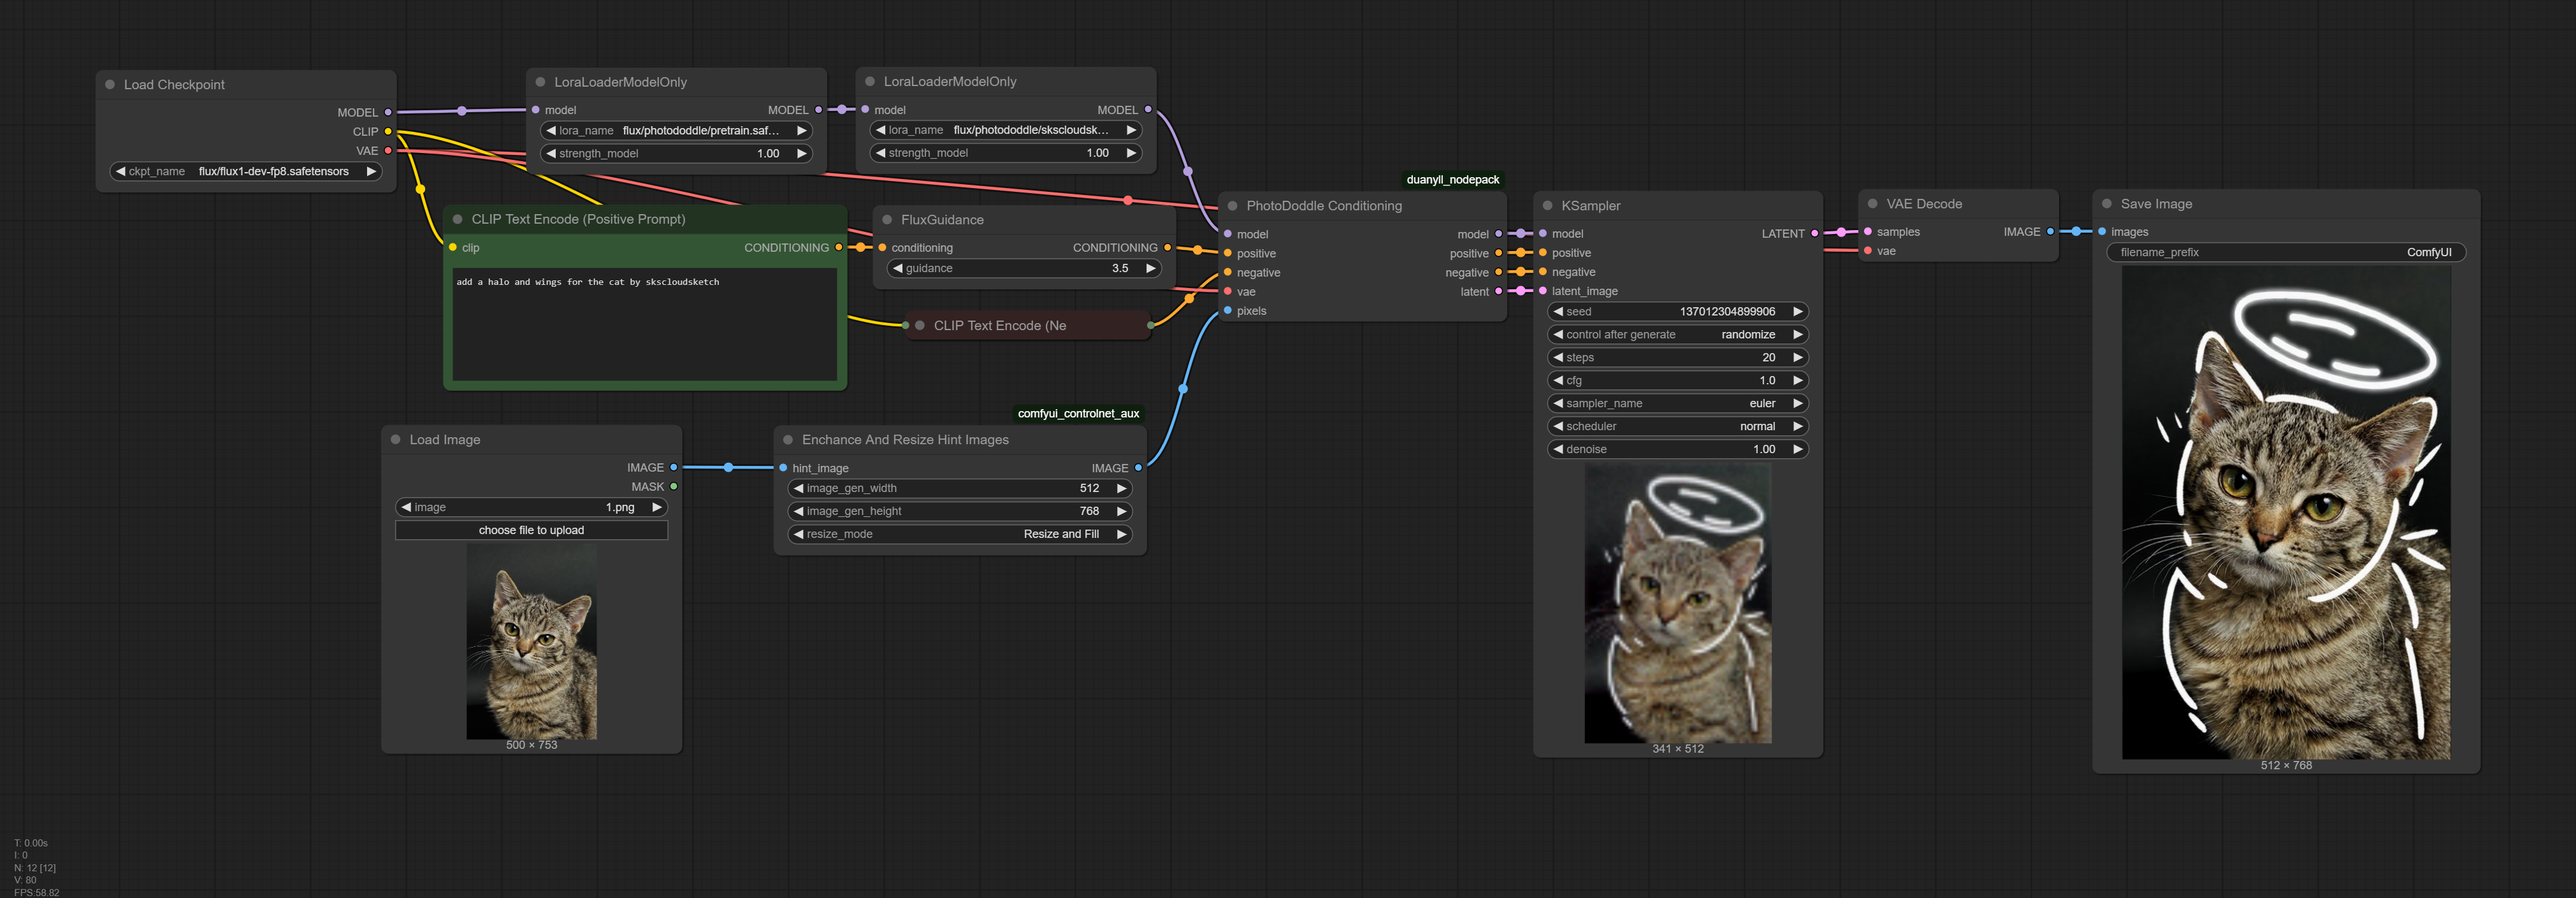 Load Checkpoint
MODEL
CLIP
VAE
ckpt_name flux/flux1-dev-fp8.safetensors
LoraLoaderModelOnly
model MODEL
lora_name flux/photododdle/pretrain.saf...
strength_model 1.00
LoraLoaderModelOnly
model MODEL
lora_name flux/photododdle/skscloudsk...
strength_model 1.00
CLIP Text Encode (Positive Prompt)
clip CONDITIONING
add a halo and wings for the cat by skscloudsketch
FluxGuidance
conditioning CONDITIONING
guidance 3.5
CLIP Text Encode (Ne
Load Image
IMAGE
MASK
image 1.png
choose file to upload
500 × 753
comfyui_controlnet_aux
Enchance And Resize Hint Images
hint_image IMAGE
image_gen_width 512
image_gen_height 768
resize_mode Resize and Fill
duanyll_nodepack
PhotoDoddle Conditioning
model model
positive positive
negative negative
vae latent
pixels
KSampler
model LATENT
positive
negative
latent_image
seed 137012304899906
control after generate randomize
steps 20
cfg 1.0
sampler_name euler
scheduler normal
denoise 1.00
341 × 512
VAE Decode
samples IMAGE
vae
Save Image
images
filename_prefix ComfyUI
512 × 768
T: 0.00s
I: 0
N: 12 [12]
V: 80
FPS:58.82